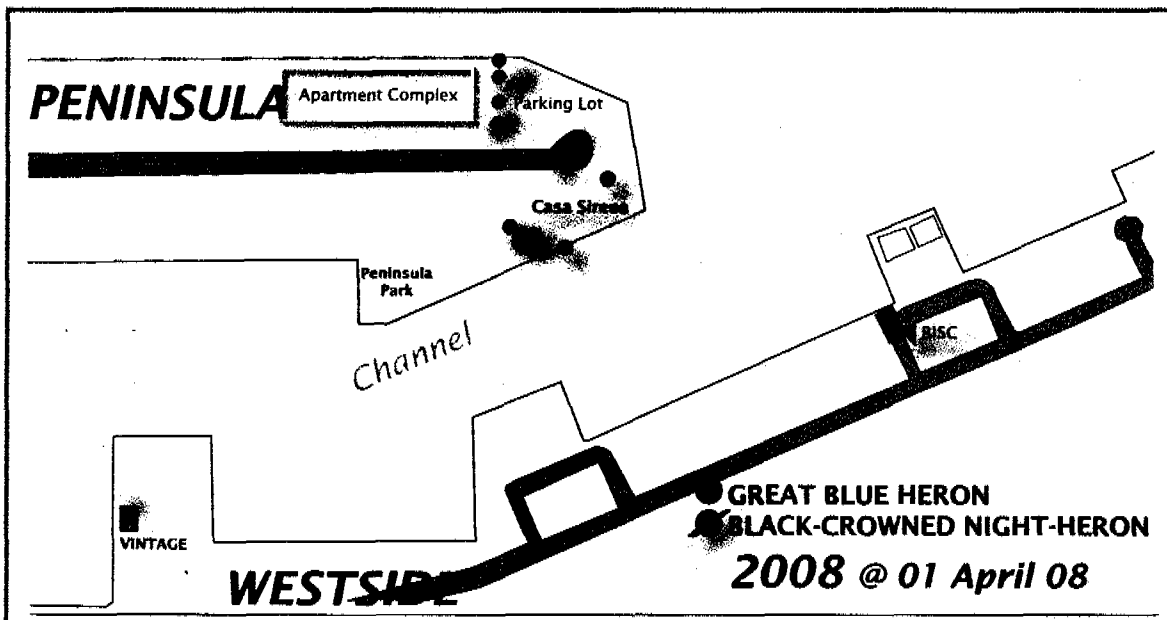 PENINSULA
Apartment Complex
Parking Lot
Casa Sirena
Peninsula
Park
Channel
BISC
GREAT BLUE HERON
BLACK-CROWNED NIGHT-HERON
VINTAGE
WESTSIDE
2008 @ 01 April 08